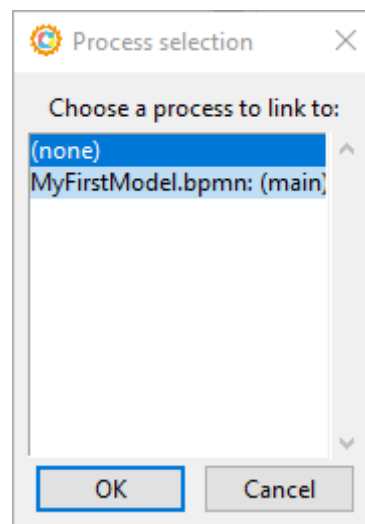 Process selection
Choose a process to link to:
(none)
MyFirstModel.bpmn: (main)
OK
Cancel